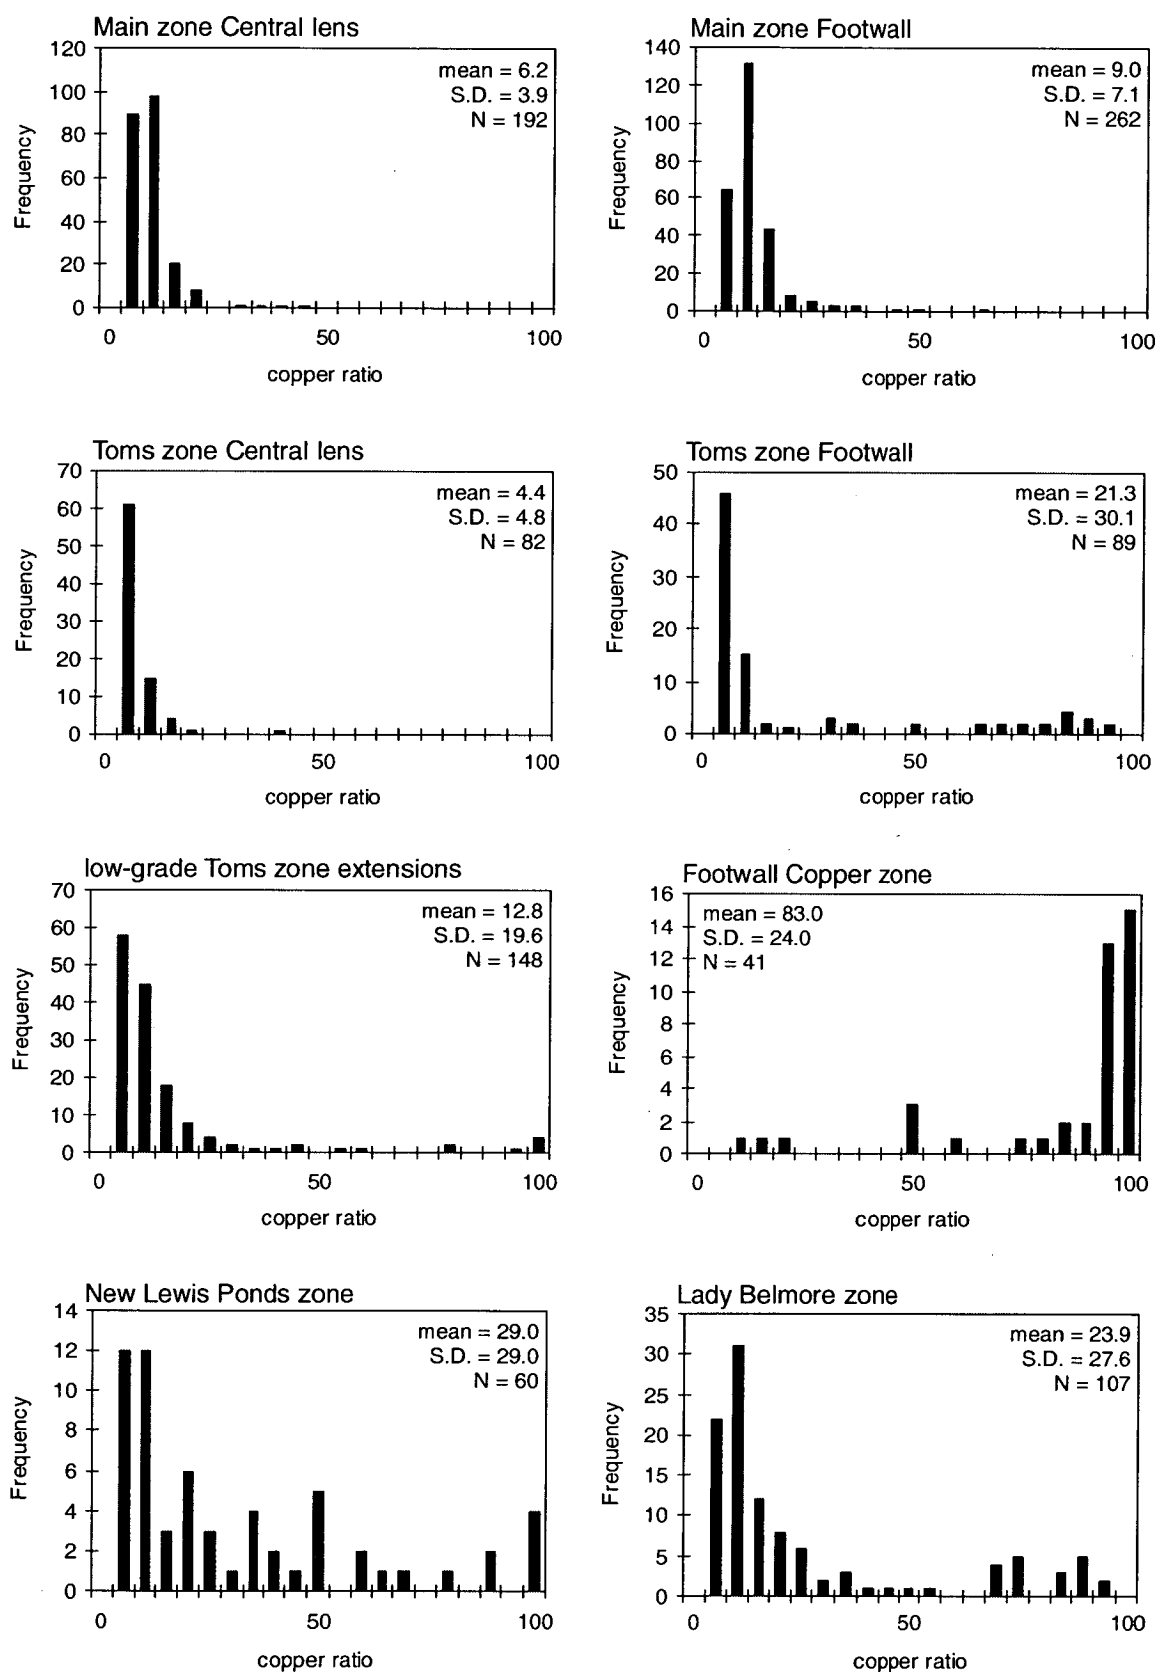 Main zone Central lens
120
100
80
60
40
20
0
Frequency
mean = 6.2
S.D. = 3.9
N = 192
0 50 100
copper ratio
Main zone Footwall
140
120
100
80
60
40
20
0
Frequency
mean = 9.0
S.D. = 7.1
N = 262
0 50 100
copper ratio
Toms zone Central lens
70
60
50
40
30
20
10
0
Frequency
mean = 4.4
S.D. = 4.8
N = 82
0 50 100
copper ratio
Toms zone Footwall
50
40
30
20
10
0
Frequency
mean = 21.3
S.D. = 30.1
N = 89
0 50 100
copper ratio
low-grade Toms zone extensions
70
60
50
40
30
20
10
0
Frequency
mean = 12.8
S.D. = 19.6
N = 148
0 50 100
copper ratio
Footwall Copper zone
16
14
12
10
8
6
4
2
0
Frequency
mean = 83.0
S.D. = 24.0
N = 41
0 50 100
copper ratio
New Lewis Ponds zone
14
12
10
8
6
4
2
0
Frequency
mean = 29.0
S.D. = 29.0
N = 60
0 50 100
copper ratio
Lady Belmore zone
35
30
25
20
15
10
5
0
Frequency
mean = 23.9
S.D. = 27.6
N = 107
0 50 100
copper ratio